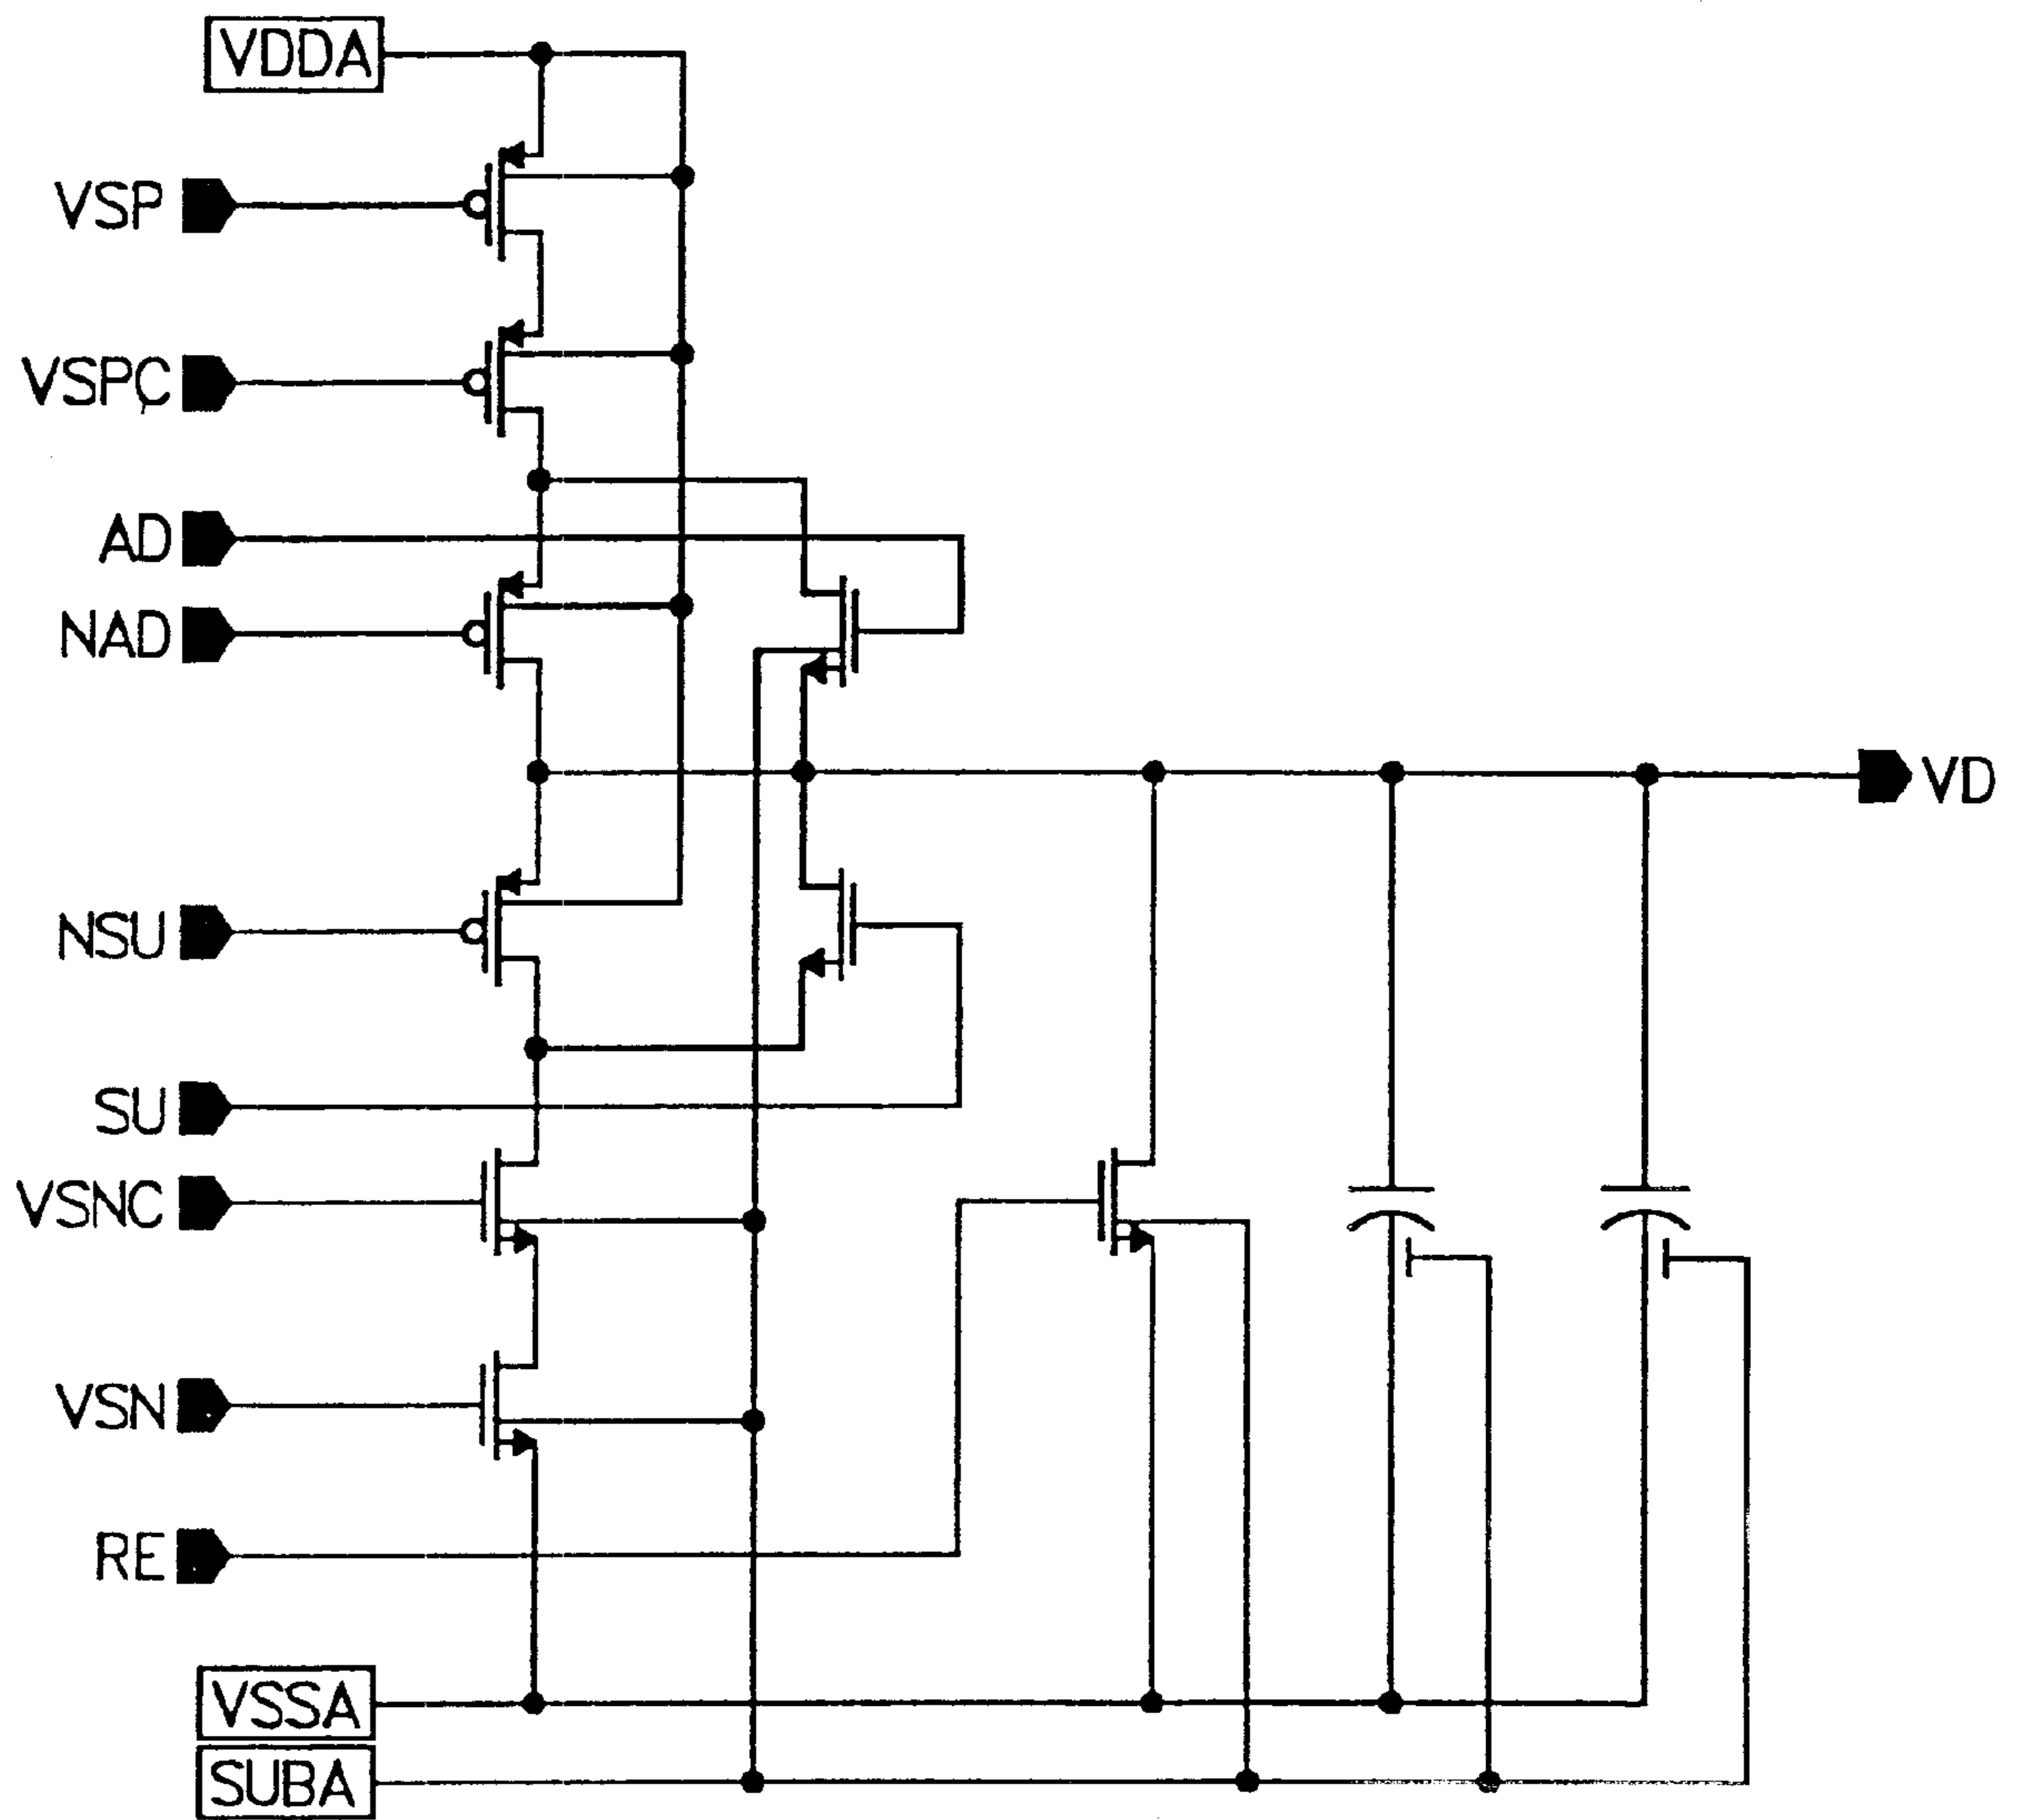 VDDA
VSP
VSPC
AD
NAD
VD
NSU
SU
VSNC
VSN
RE
VSSA
SUBA